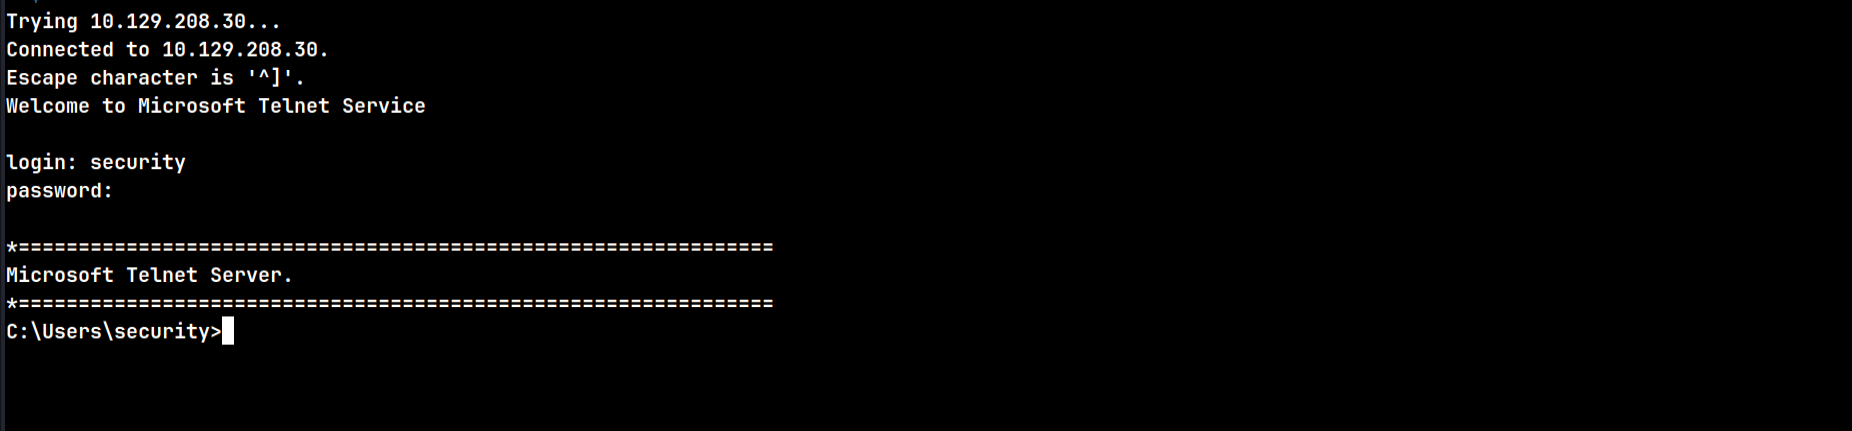 Trying 10.129.208.30...
Connected to 10.129.208.30.
Escape character is '^]'.
Welcome to Microsoft Telnet Service
login: security
password:
*===============================================================
Microsoft Telnet Server.
*===============================================================
C:\Users\security>